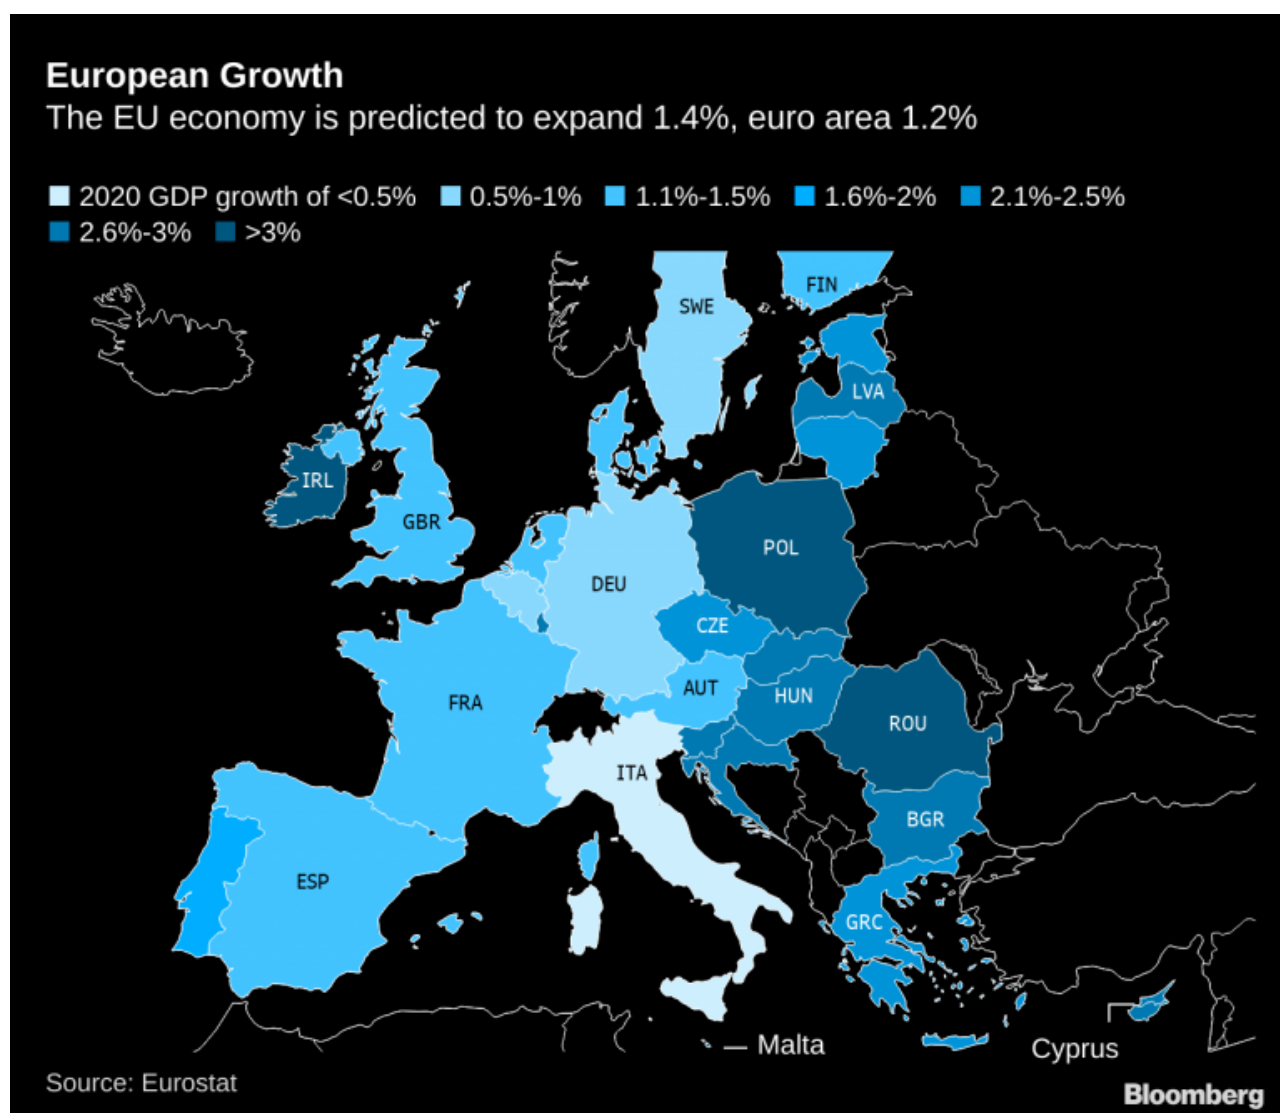 European Growth
The EU economy is predicted to expand 1.4%, euro area 1.2%
2020 GDP growth of <0.5% 0.5%-1% 1.1%-1.5% 1.6%-2% 2.1%-2.5%
2.6%-3% >3%
FIN
SWE
LVA
IRL
GBR
POL
DEU
CZE
AUT
HUN
FRA
ROU
ITA
BGR
ESP
GRC
Malta
Cyprus
Source: Eurostat
Bloomberg